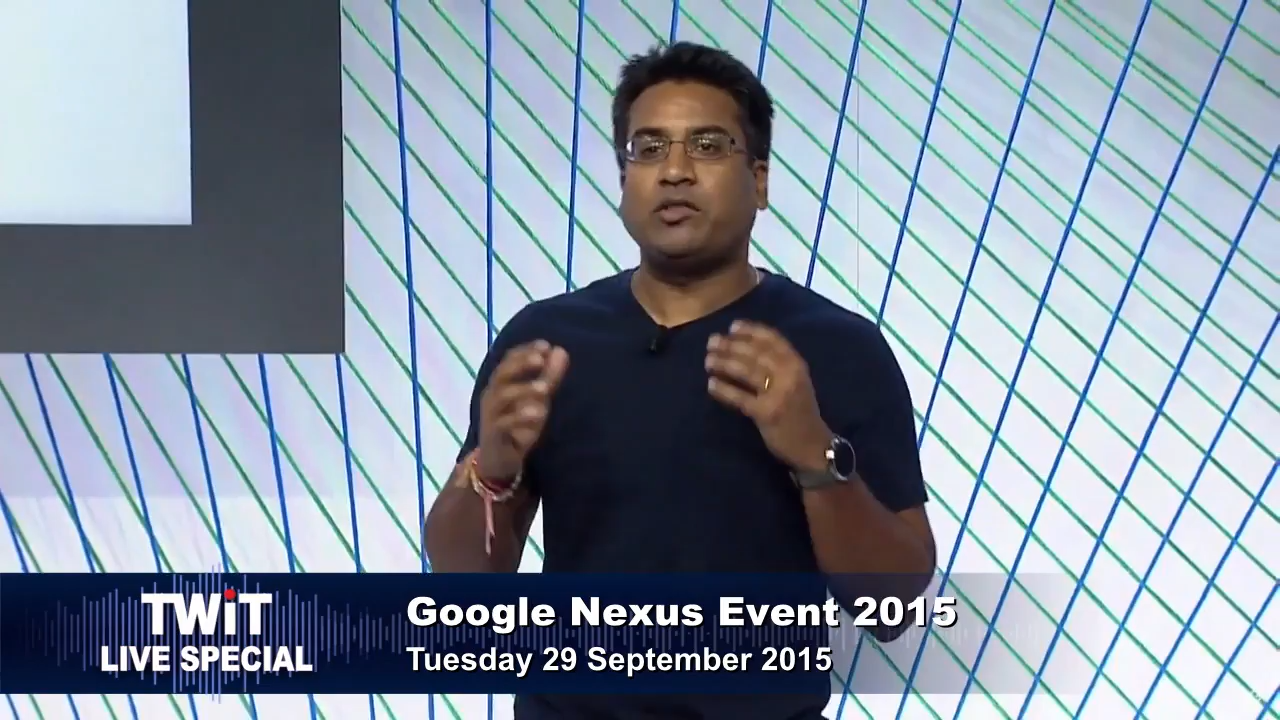 TWiT
LIVE SPECIAL
Google Nexus Event 2015
Tuesday 29 September 2015